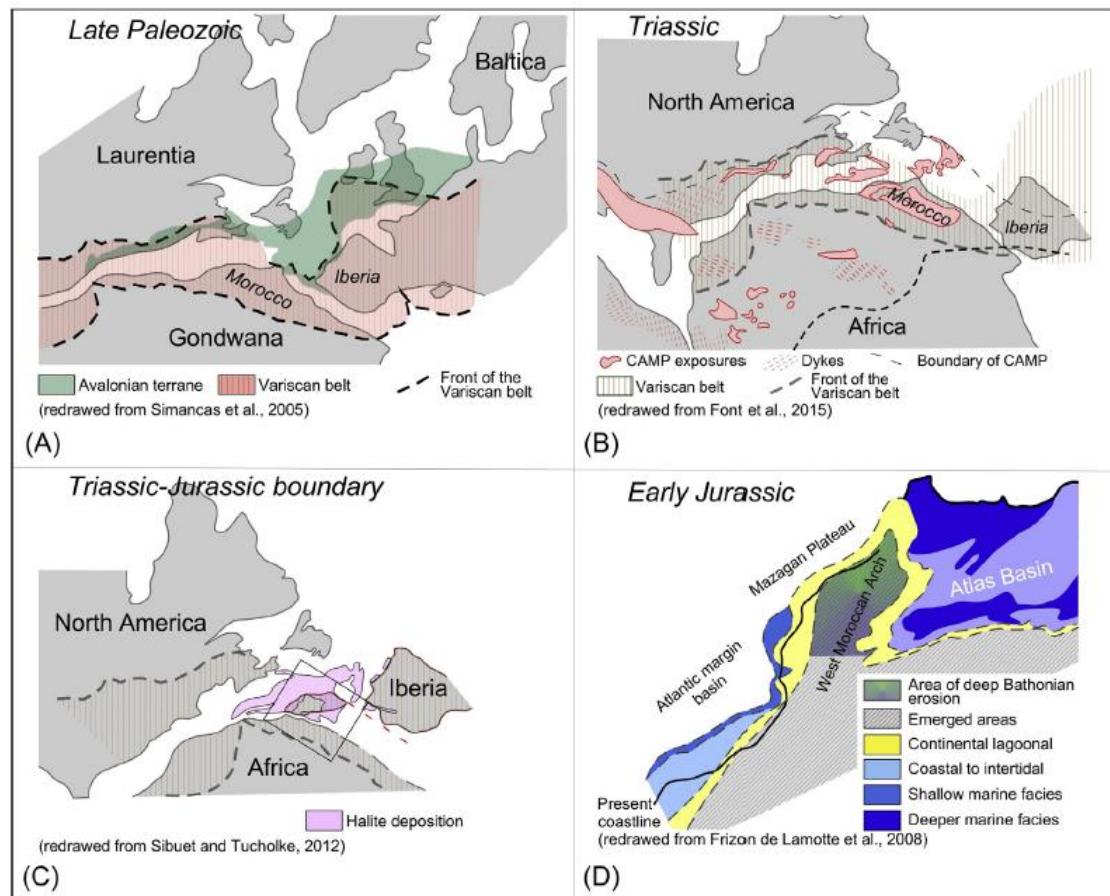 Late Paleozoic
Baltica
Laurentia
Iberia
Morocco
Gondwana
Avalonian terrane
Variscan belt
Front of the
Variscan belt
(redrawed from Simancas et al., 2005)
(A)
Triassic
North America
Morocco
Iberia
Africa
CAMP exposures
Dykes
Boundary of CAMP
Variscan belt
Front of the
Variscan belt
(redrawed from Font et al., 2015)
(B)
Triassic-Jurassic boundary
North America
Iberia
Africa
Halite deposition
(redrawed from Sibuet and Tucholke, 2012)
(C)
Early Jurassic
Mazagan Plateau
Atlas Basin
West Moroccan Arch
Atlantic margin
basin
Area of deep Bathonian
erosion
Emerged areas
Continental lagoonal
Coastal to intertidal
Shallow marine facies
Deeper marine facies
Present
coastline
(redrawed from Frizon de Lamotte et al., 2008)
(D)